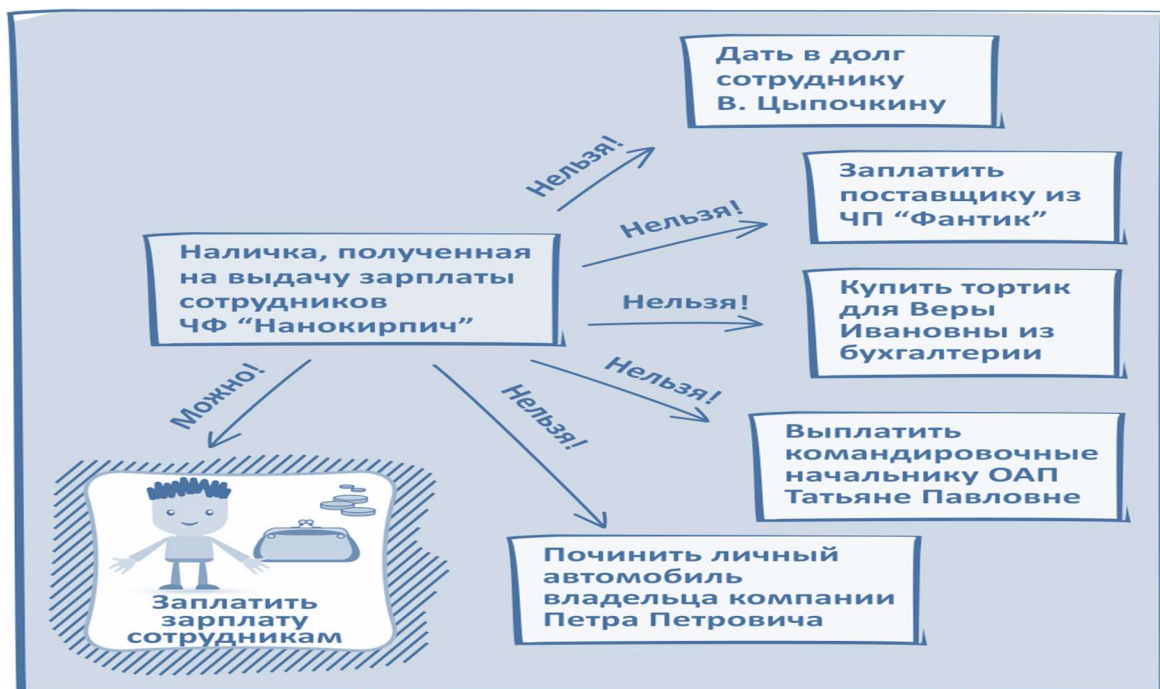 Дать в долг
сотруднику
В. Цыпочкину
Нельзя!
Заплатить
поставщику из
ЧП “Фантик”
Нельзя!
Наличка, полученная
на выдачу зарплаты
сотрудников
ЧФ “Нанокирпич”
Нельзя!
Купить тортик
для Веры
Ивановны из
бухгалтерии
Можно!
Нельзя!
Нельзя!
Выплатить
командировочные
начальнику ОАП
Татьяне Павловне
Починить личный
автомобиль
владельца компании
Петра Петровича
Заплатить
зарплату
сотрудникам